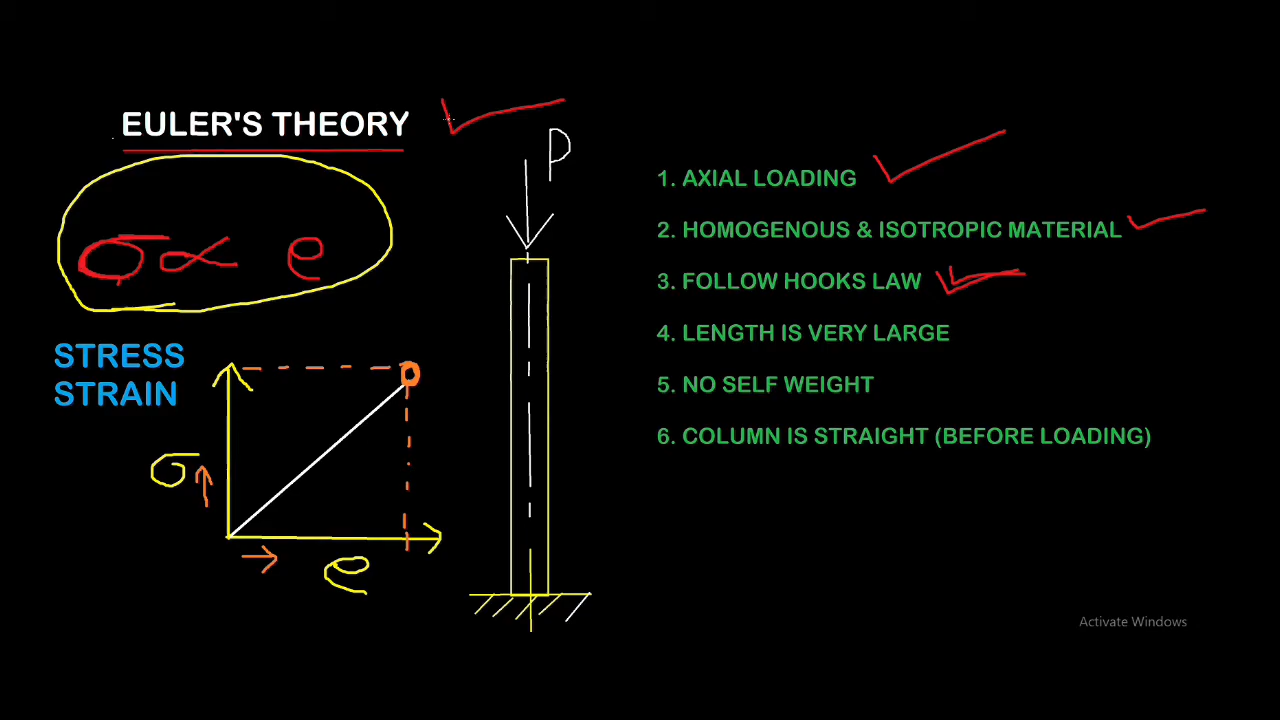 EULER'S THEORY
σ ∝ e
STRESS
STRAIN
σ
e
P
1. AXIAL LOADING
2. HOMOGENOUS & ISOTROPIC MATERIAL
3. FOLLOW HOOKS LAW
4. LENGTH IS VERY LARGE
5. NO SELF WEIGHT
6. COLUMN IS STRAIGHT (BEFORE LOADING)
Activate Windows